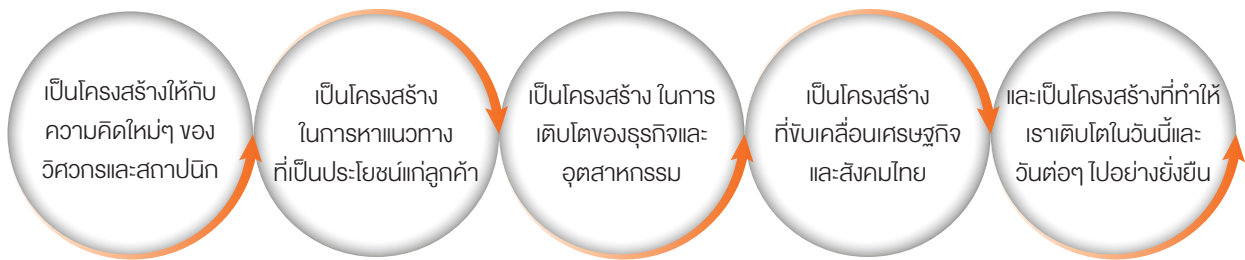 เป็นโครงสร้างให้กับ
ความคิดใหม่ๆ ของ
วิศวกรและสถาปนิก
เป็นโครงสร้าง
ในการหาแนวทาง
ที่เป็นประโยชน์แก่ลูกค้า
เป็นโครงสร้าง ในการ
เติบโตของธุรกิจและ
อุตสาหกรรม
เป็นโครงสร้าง
ที่ขับเคลื่อนเศรษฐกิจ
และสังคมไทย
และเป็นโครงสร้างที่ทำให้
เราเติบโตในวันนี้และ
วันต่อๆ ไปอย่างยั่งยืน